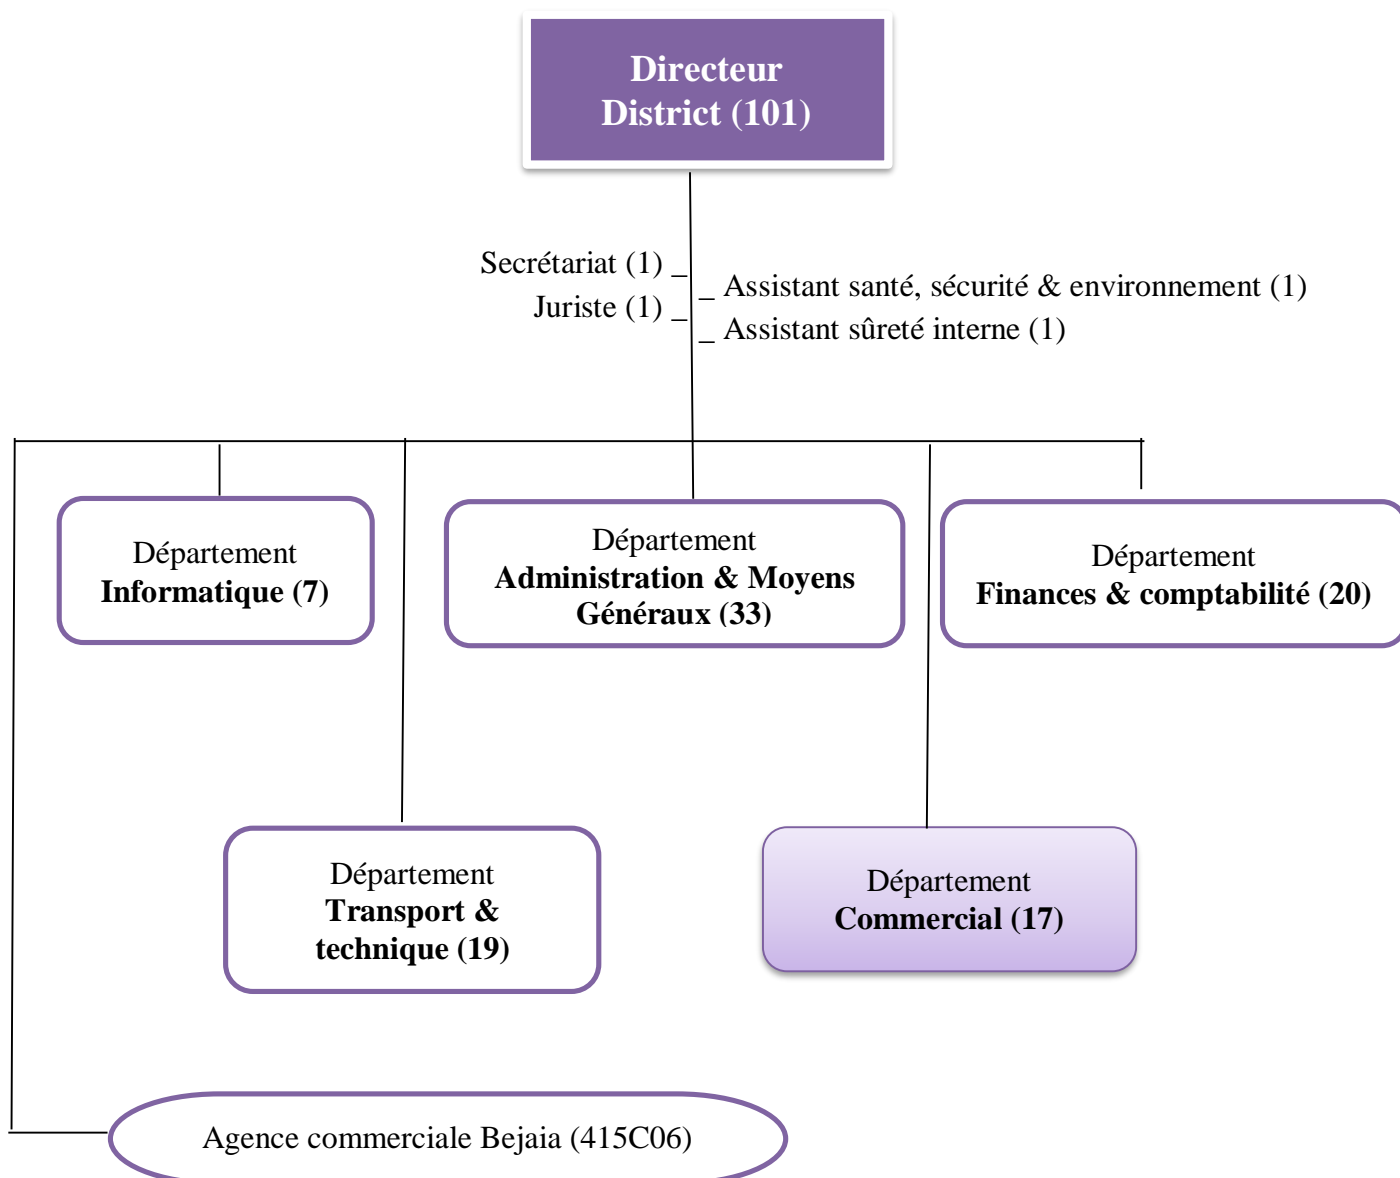 Directeur
District (101)
Secrétariat (1) _
_ Assistant santé, sécurité & environnement (1)
Juriste (1) _
_ Assistant sûreté interne (1)
Département
Informatique (7)
Département
Administration & Moyens
Généraux (33)
Département
Finances & comptabilité (20)
Département
Transport &
technique (19)
Département
Commercial (17)
Agence commerciale Bejaia (415C06)